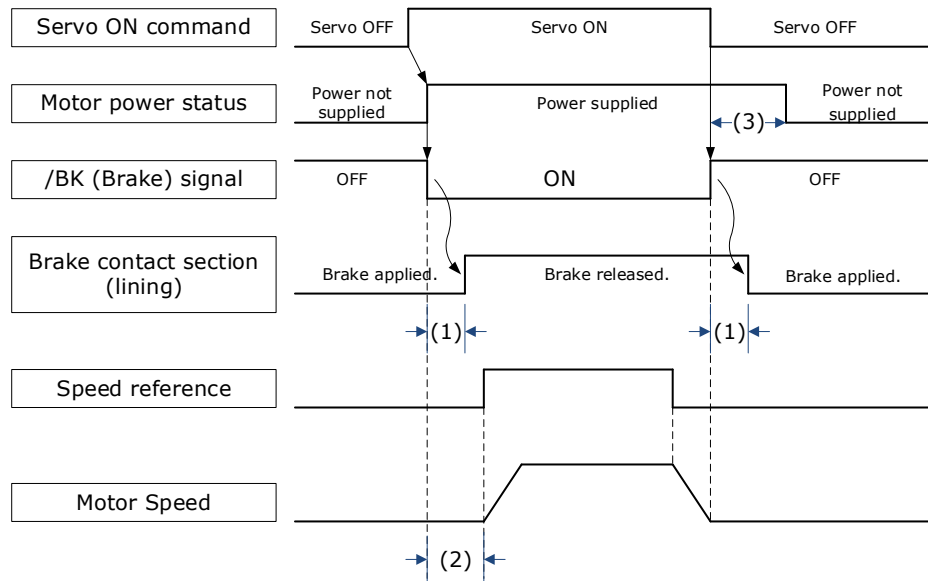 Servo ON command
Servo OFF
Servo ON
Servo OFF
Motor power status
Power not
supplied
Power supplied
(3)
Power not
supplied
/BK (Brake) signal
OFF
ON
OFF
Brake contact section
(lining)
Brake applied.
Brake released.
Brake applied.
(1)
(1)
Speed reference
Motor Speed
(2)